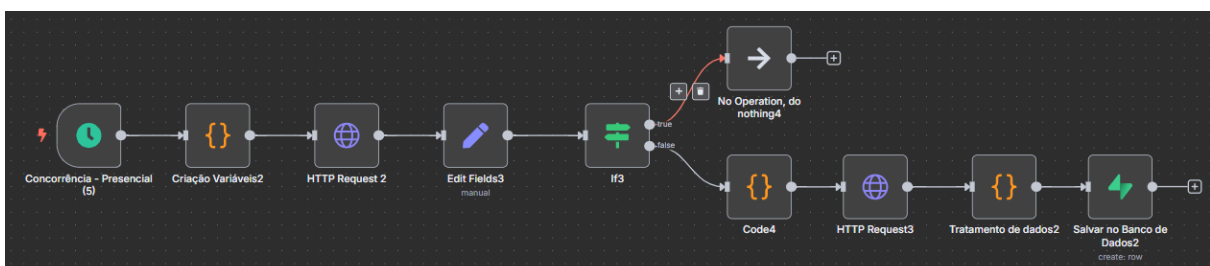 No Operation, do
nothing4
true
false
Concorrência - Presencial
(5)
Criação Variáveis2
HTTP Request 2
Edit Fields3
manual
If3
Code4
HTTP Request3
Tratamento de dados2
Salvar no Banco de
Dados2
create: row